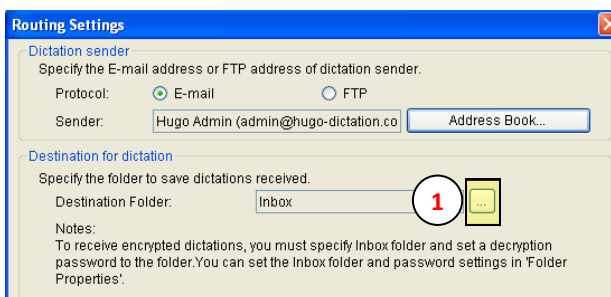 Routing Settings
Dictation sender
Specify the E-mail address or FTP address of dictation sender.
Protocol: E-mail FTP
Sender: Hugo Admin (admin@hugo-dictation.co Address Book...
Destination for dictation
Specify the folder to save dictations received.
Destination Folder: Inbox 1 ...
Notes:
To receive encrypted dictations, you must specify Inbox folder and set a decryption
password to the folder.You can set the Inbox folder and password settings in 'Folder
Properties'.